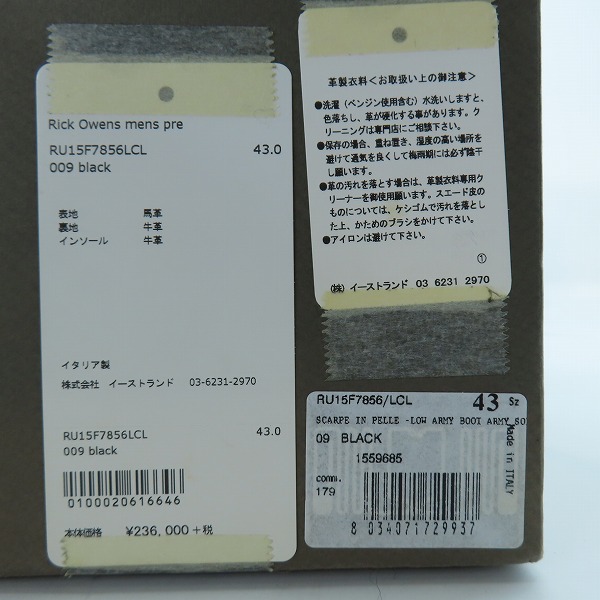 Rick Owens mens pre
RU15F7856LCL 43.0
009 black
表地 馬革
裏地 牛革
インソール 牛革
イタリア製
株式会社 イーストランド 03-6231-2970
RU15F7856LCL 43.0
009 black
0100020616646
本体価格 ¥236,000+税
革製衣料<お取扱い上の御注意>
●洗濯(ベンジン使用含む)水洗いしますと、
色落ちし、革が硬化する事があります。ク
リーニングは専門店にご相談下さい。
●保存の場合、重ね置き、湿度の高い場所を
避けて通気を良くして梅雨期には必ず陰干
し願います。
●革の汚れを落とす場合は、革製衣料専用ク
リーナーを御使用願います。スエード皮の
ものについては、ケシゴムで汚れを落とし
た上、かためのブラシをかけて下さい。
●アイロンは避けて下さい。
①
(株) イーストランド 03 6231 2970
RU15F7856/LCL 43 Sz
SCARPE IN PELLE -LOW ARMY BOOT ARMY SO
09 BLACK
1559685
comm.
179
8 034071729937
Made in ITALY